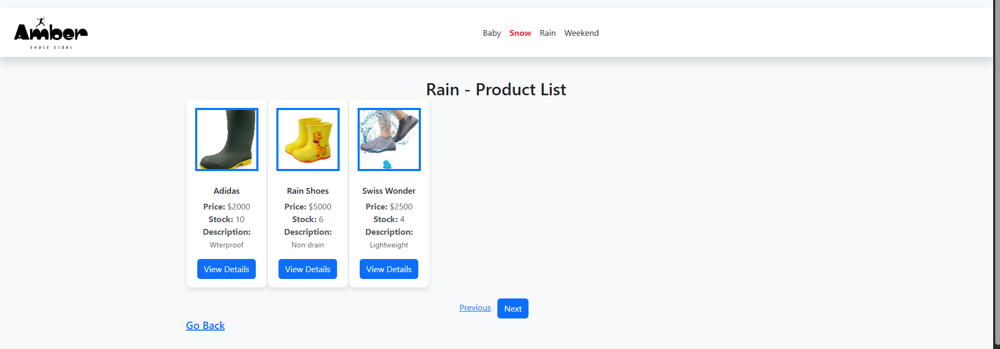 Amber
SHOES STORE
Baby Snow Rain Weekend
Rain - Product List
Adidas
Price: $2000
Stock: 10
Description:
Wterproof
View Details
Rain Shoes
Price: $5000
Stock: 6
Description:
Non drain
View Details
Swiss Wonder
Price: $2500
Stock: 4
Description:
Lightweight
View Details
Previous Next
Go Back